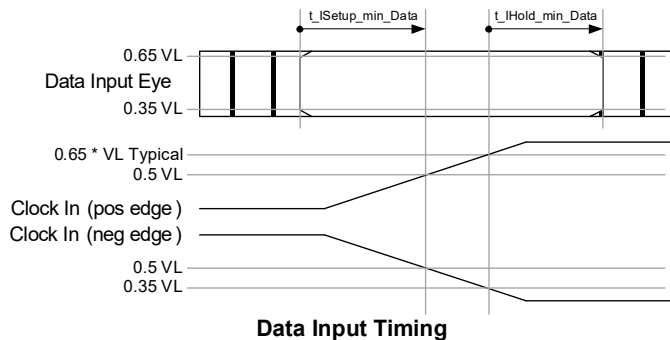 t_ISetup_min_Data
t_IHold_min_Data
0.65 VL
Data Input Eye
0.35 VL
0.65 * VL Typical
0.5 VL
Clock In (pos edge)
Clock In (neg edge)
0.5 VL
0.35 VL
Data Input Timing